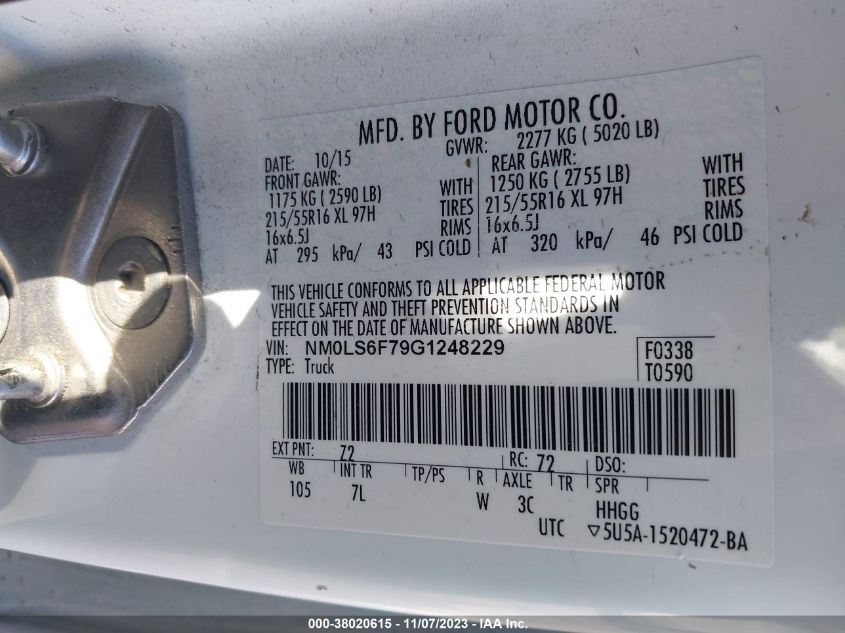 MFD. BY FORD MOTOR CO.
DATE: 10/15 GVWR: 2277 KG ( 5020 LB)
FRONT GAWR: REAR GAWR:
1175 KG ( 2590 LB) WITH 1250 KG ( 2755 LB) WITH
215/55R16 XL 97H TIRES 215/55R16 XL 97H TIRES
16x6.5J RIMS 16x6.5J RIMS
AT 295 kPa/ 43 PSI COLD AT 320 kPa/ 46 PSI COLD
THIS VEHICLE CONFORMS TO ALL APPLICABLE FEDERAL MOTOR
VEHICLE SAFETY AND THEFT PREVENTION STANDARDS IN
EFFECT ON THE DATE OF MANUFACTURE SHOWN ABOVE.
VIN: NM0LS6F79G1248229 F0338
TYPE: Truck T0590
EXT PNT: Z2 RC: 72 DSO:
WB INT TR TP/PS R AXLE TR SPR
105 7L W 3C HHGG
UTC ▽5U5A-1520472-BA
000-38020615 - 11/07/2023 - IAAI Inc.